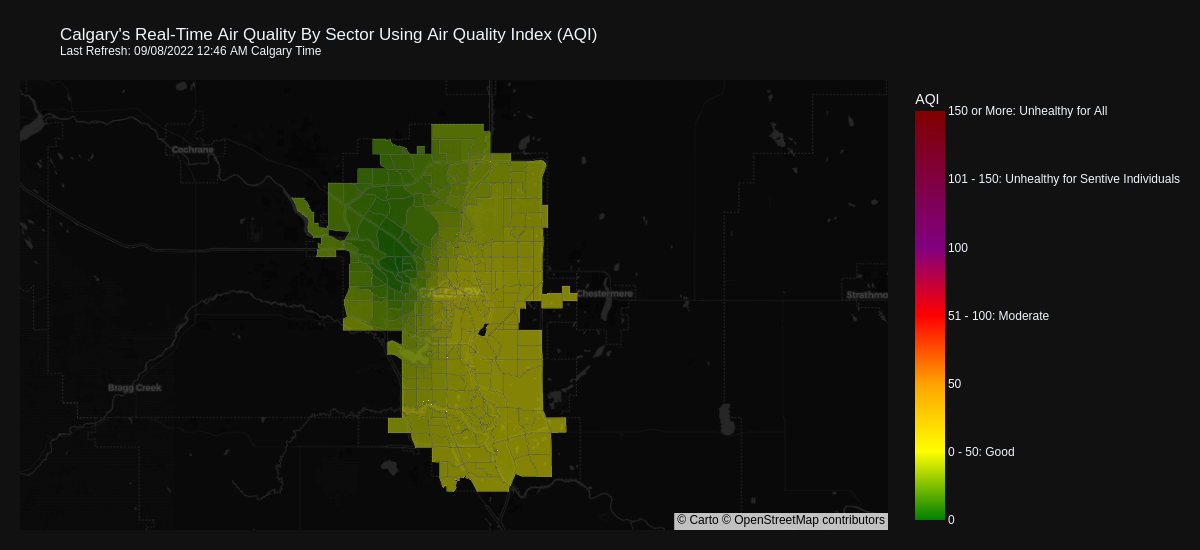 Calgary's Real-Time Air Quality By Sector Using Air Quality Index (AQI)
Last Refresh: 09/08/2022 12:46 AM Calgary Time
AQI
150 or More: Unhealthy for All
101 - 150: Unhealthy for Sentive Individuals
100
51 - 100: Moderate
50
0 - 50: Good
0
Cochrane
Chestermere
Strathmo
Bragg Creek
© Carto © OpenStreetMap contributors